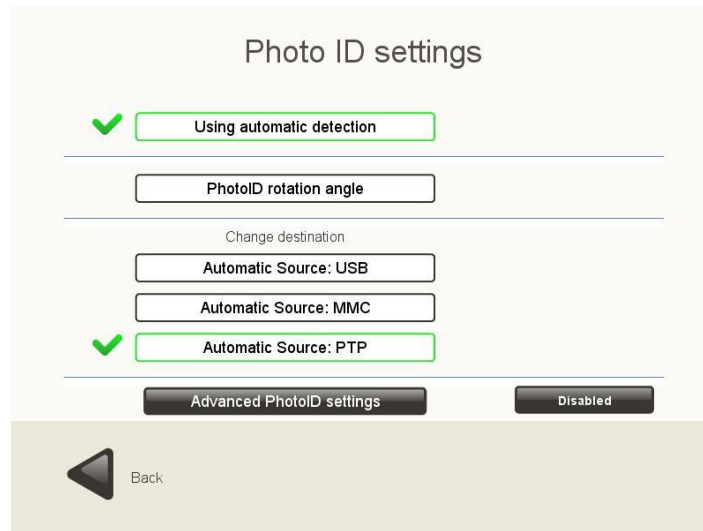 Photo ID settings
Using automatic detection
PhotoID rotation angle
Change destination
Automatic Source: USB
Automatic Source: MMC
Automatic Source: PTP
Advanced PhotoID settings
Disabled
Back